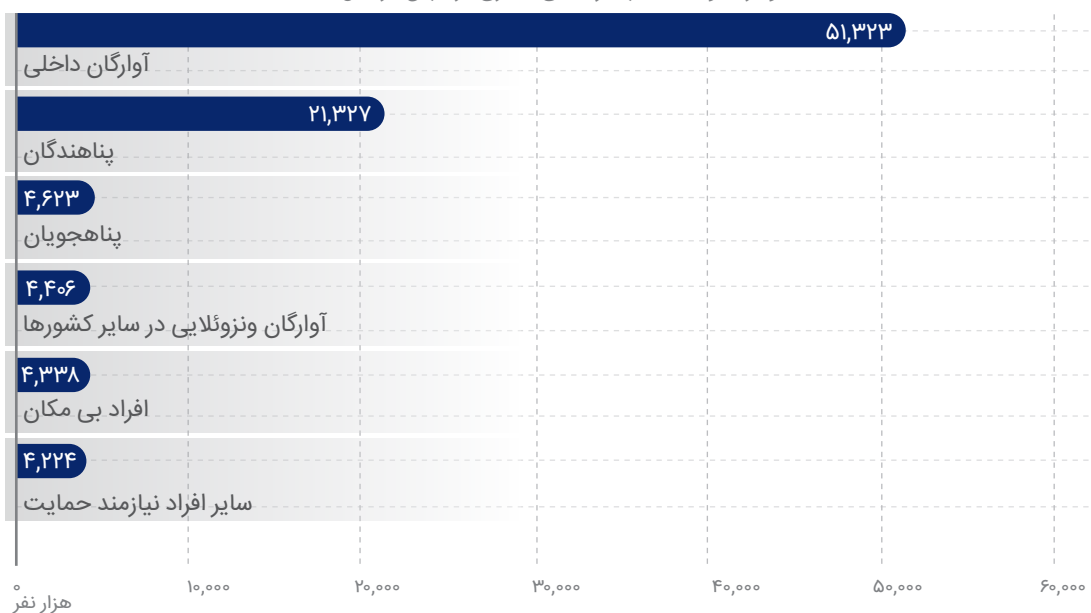 ۵۱,۳۲۳
آوارگان داخلی
۲۱,۳۲۷
پناهندگان
۴,۶۲۳
پناهجویان
۴,۴۰۶
آوارگان ونزوئلایی در سایر کشورها
۴,۳۳۸
افراد بی مکان
۴,۲۲۴
سایر افراد نیازمند حمایت
۰ ۱۰,۰۰۰ ۲۰,۰۰۰ ۳۰,۰۰۰ ۴۰,۰۰۰ ۵۰,۰۰۰ ۶۰,۰۰۰
هزار نفر